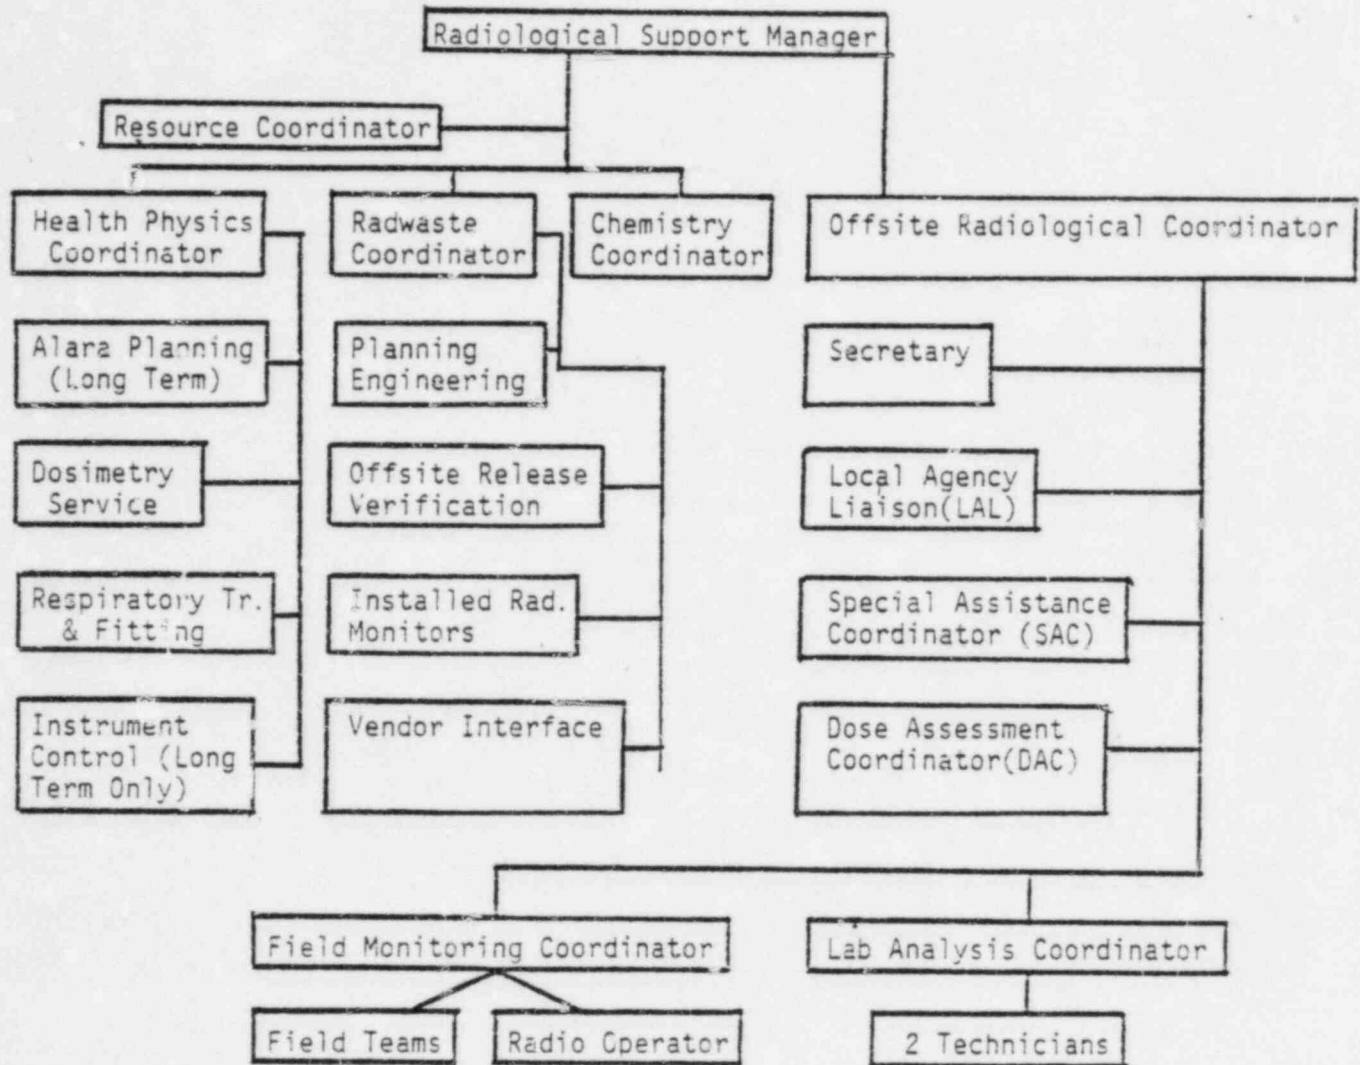 Radiological Support Manager
Resource Coordinator
Health Physics
Coordinator
Radwaste
Coordinator
Chemistry
Coordinator
Offsite Radiological Coordinator
Alara Planning
(Long Term)
Planning
Engineering
Secretary
Dosimetry
Service
Offsite Release
Verification
Local Agency
Liaison(LAL)
Respiratory Tr.
& Fitting
Installed Rad.
Monitors
Special Assistance
Coordinator (SAC)
Instrument
Control (Long
Term Only)
Vendor Interface
Dose Assessment
Coordinator(DAC)
Field Monitoring Coordinator
Lab Analysis Coordinator
Field Teams
Radio Operator
2 Technicians